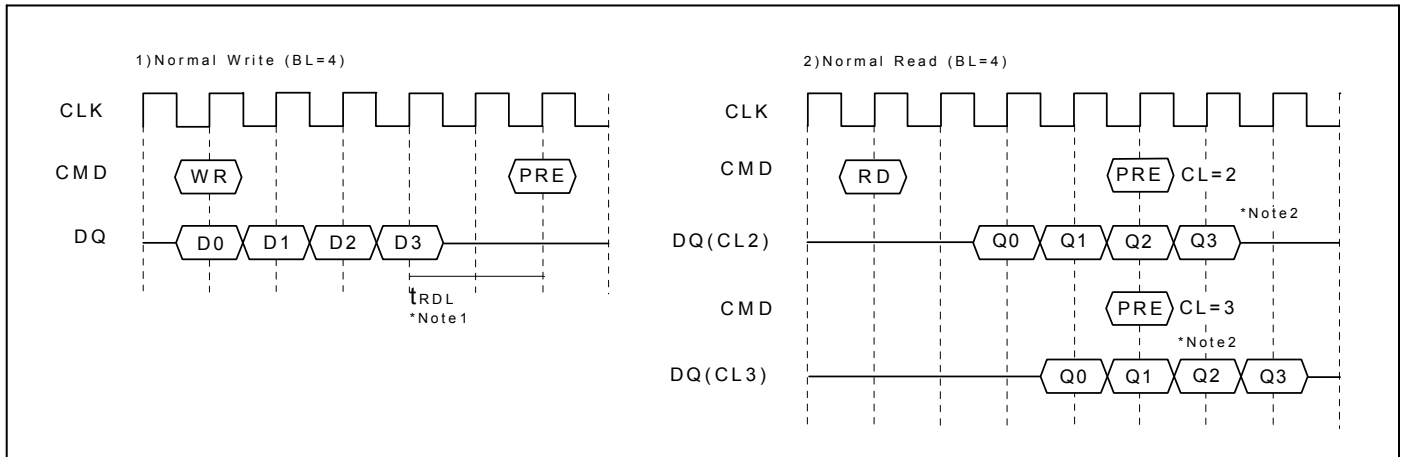 1)Normal Write (BL=4)
CLK
CMD
WR
PRE
DQ
D0
D1
D2
D3
tRDL
*Note1
2)Normal Read (BL=4)
CLK
CMD
RD
PRE
CL=2
*Note2
DQ(CL2)
Q0
Q1
Q2
Q3
CMD
PRE
CL=3
*Note2
DQ(CL3)
Q0
Q1
Q2
Q3